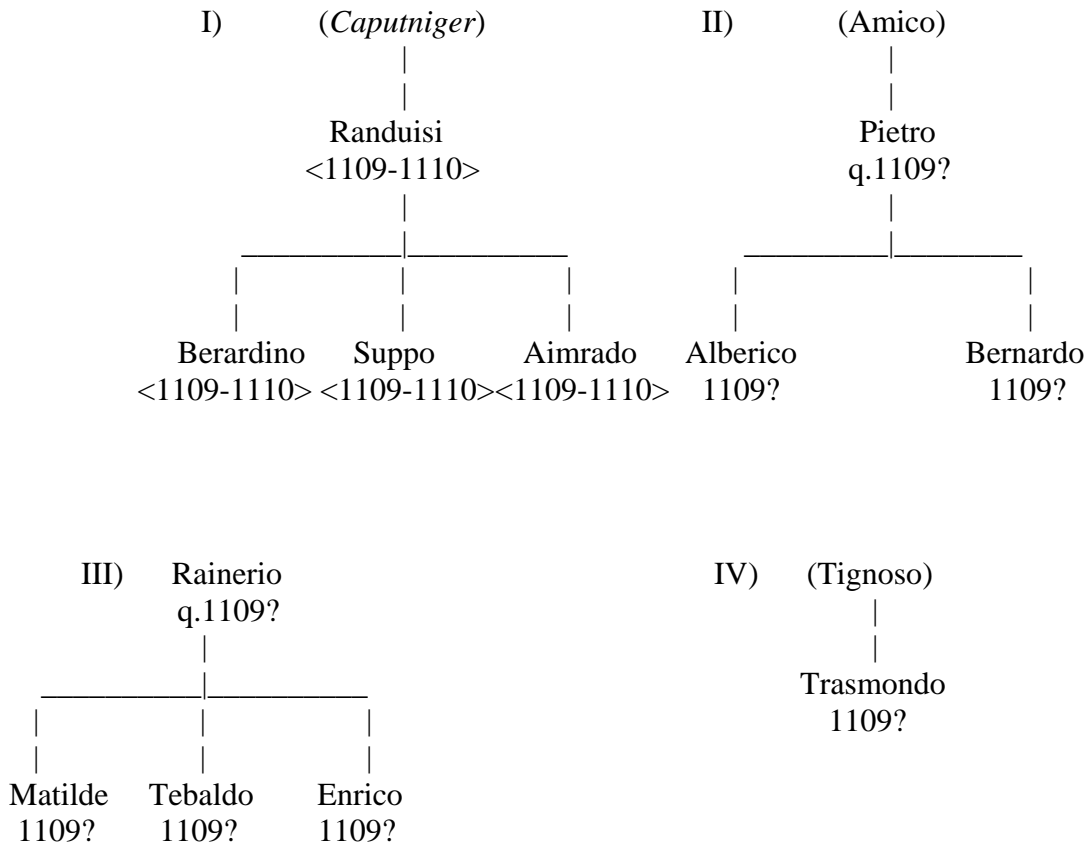 I) (Caputniger) II) (Amico)
Randuisi Pietro
<1109-1110> q.1109?
Berardino Suppo Aimrado Alberico Bernardo
<1109-1110> <1109-1110><1109-1110> 1109? 1109?
III) Rainerio IV) (Tignoso)
q.1109?
Trasmondo
1109?
Matilde Tebaldo Enrico
1109? 1109? 1109?